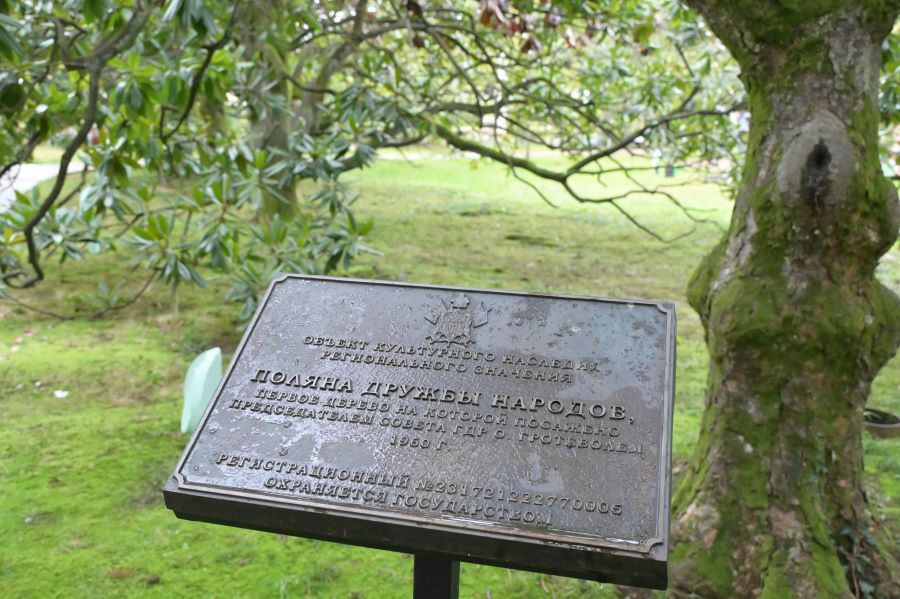 ОБЪЕКТ КУЛЬТУРНОГО НАСЛЕДИЯ
РЕГИОНАЛЬНОГО ЗНАЧЕНИЯ
ПОЛЯНА ДРУЖБЫ НАРОДОВ,
ПЕРВОЕ ДЕРЕВО НА КОТОРОЙ ПОСАЖЕНО
ПРЕДСЕДАТЕЛЕМ СОВЕТА ГДР О. ГРОТЕВОЛЕМ
1960 Г.
РЕГИСТРАЦИОННЫЙ №231721222770005
ОХРАНЯЕТСЯ ГОСУДАРСТВОМ